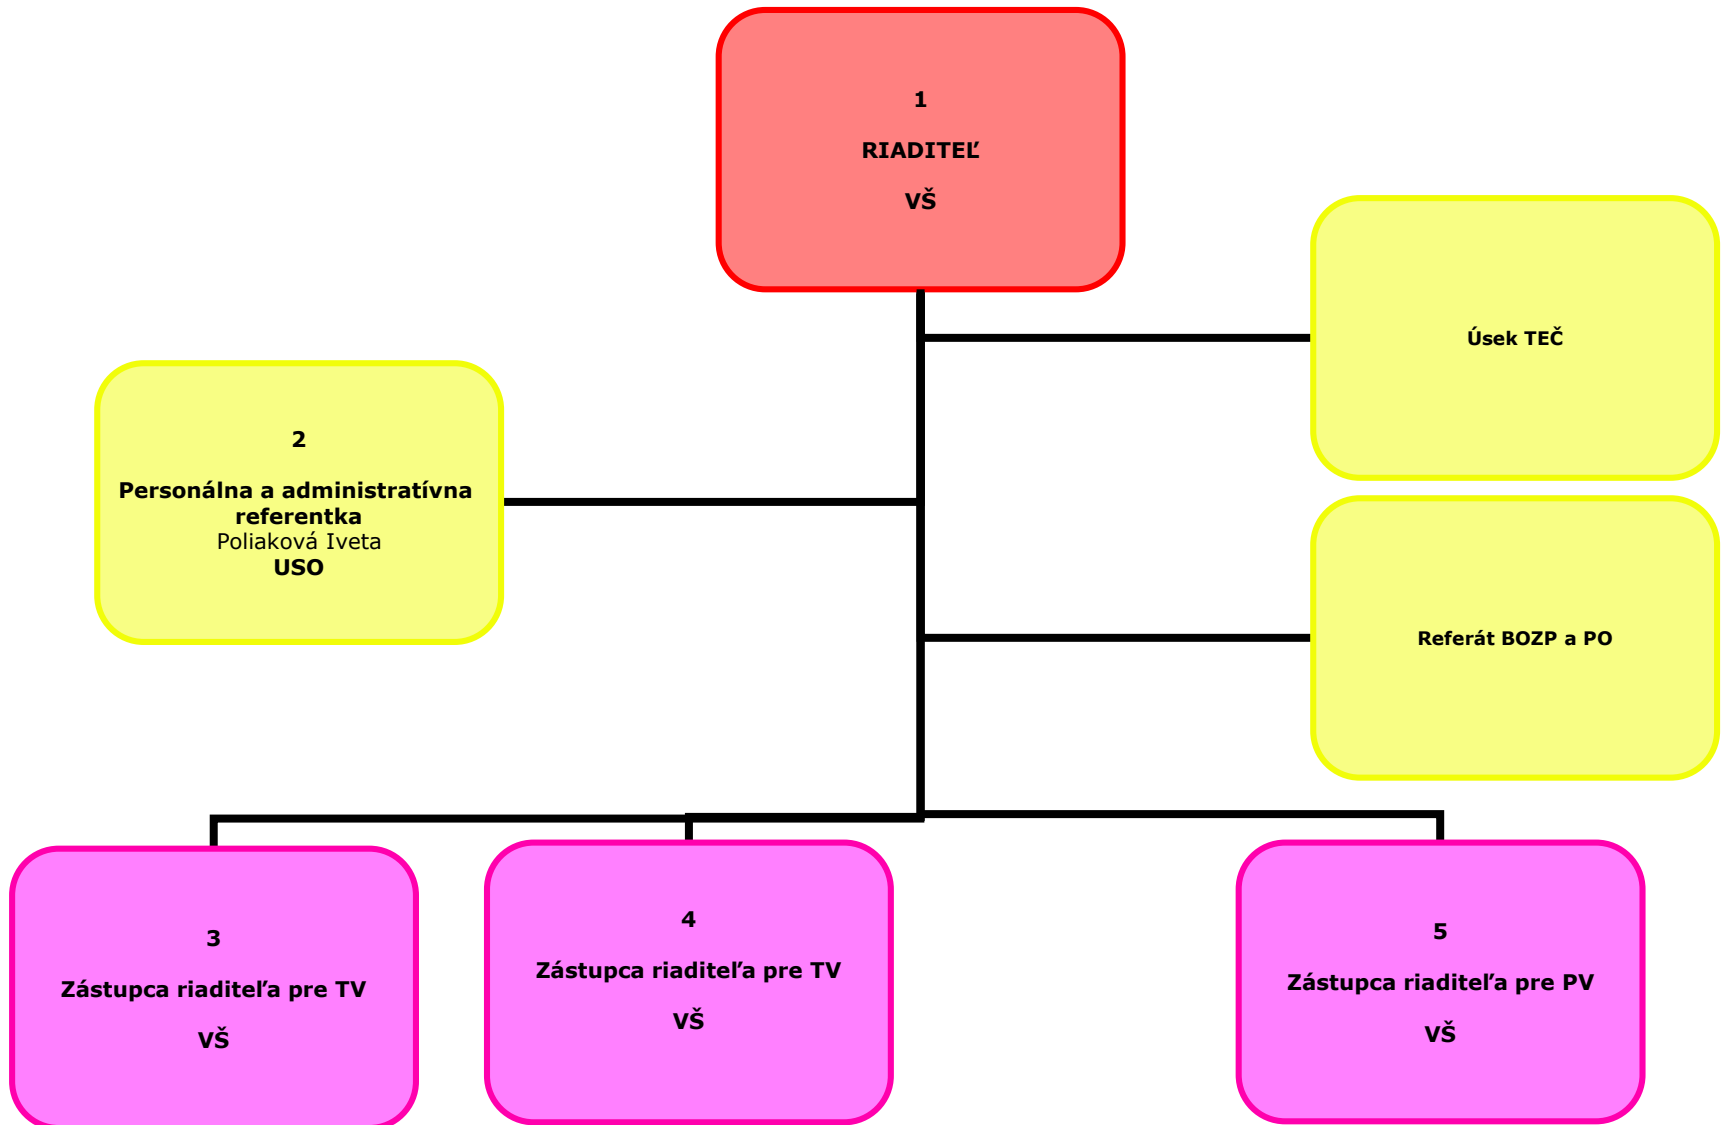 1
RIADITEĽ
VŠ
Úsek TEČ
2
Personálna a administratívna
referentka
Poliaková Iveta
USO
Referát BOZP a PO
3
Zástupca riaditeľa pre TV
VŠ
4
Zástupca riaditeľa pre TV
VŠ
5
Zástupca riaditeľa pre PV
VŠ